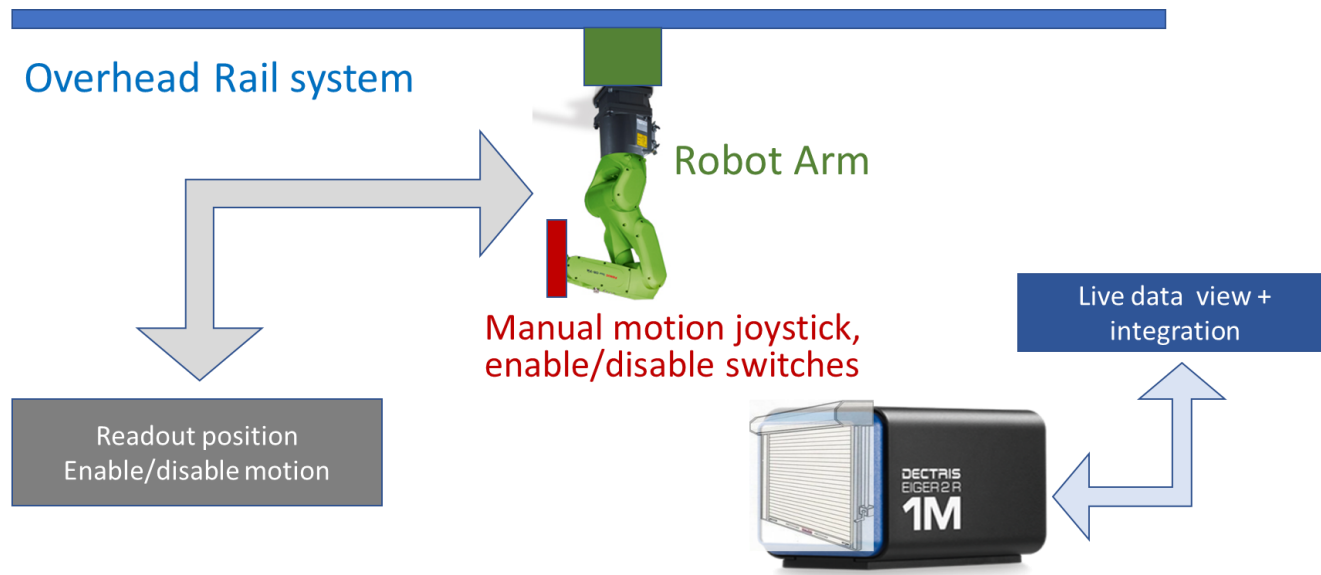 Overhead Rail system
Robot Arm
Manual motion joystick,
enable/disable switches
Live data view +
integration
Readout position
Enable/disable motion
DECTRIS
EIGER2 R
1M